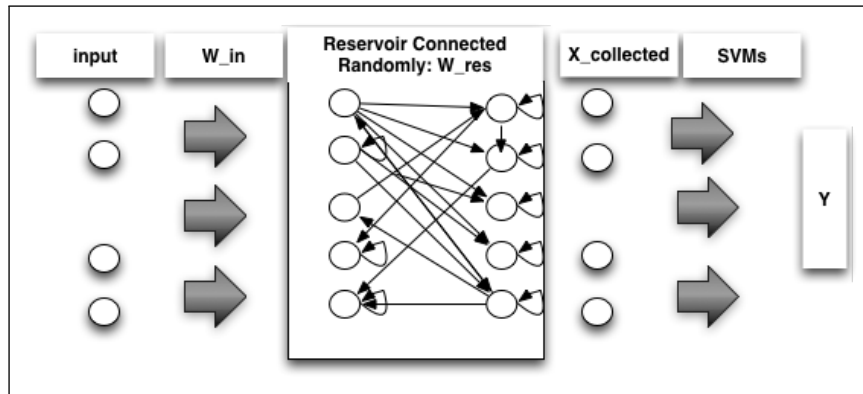 input
W_in
Reservoir Connected
Randomly: W_res
X_collected
SVMs
Y